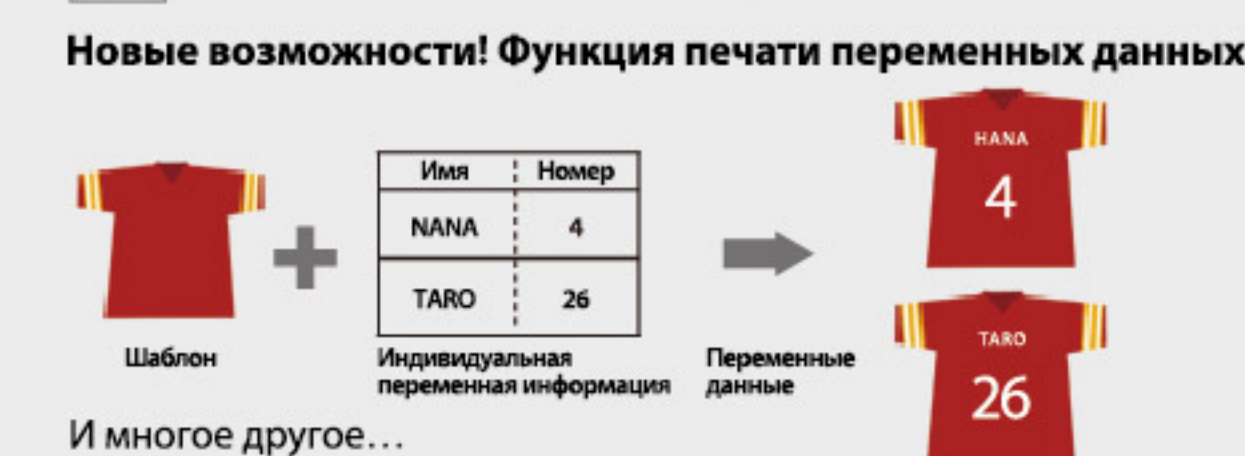 Новые возможности! Функция печати переменных данных
HANA
4
Имя Номер
NANA 4
TARO 26
TARO
26
Шаблон
Индивидуальная
переменная информация
Переменные
данные
И многое другое...